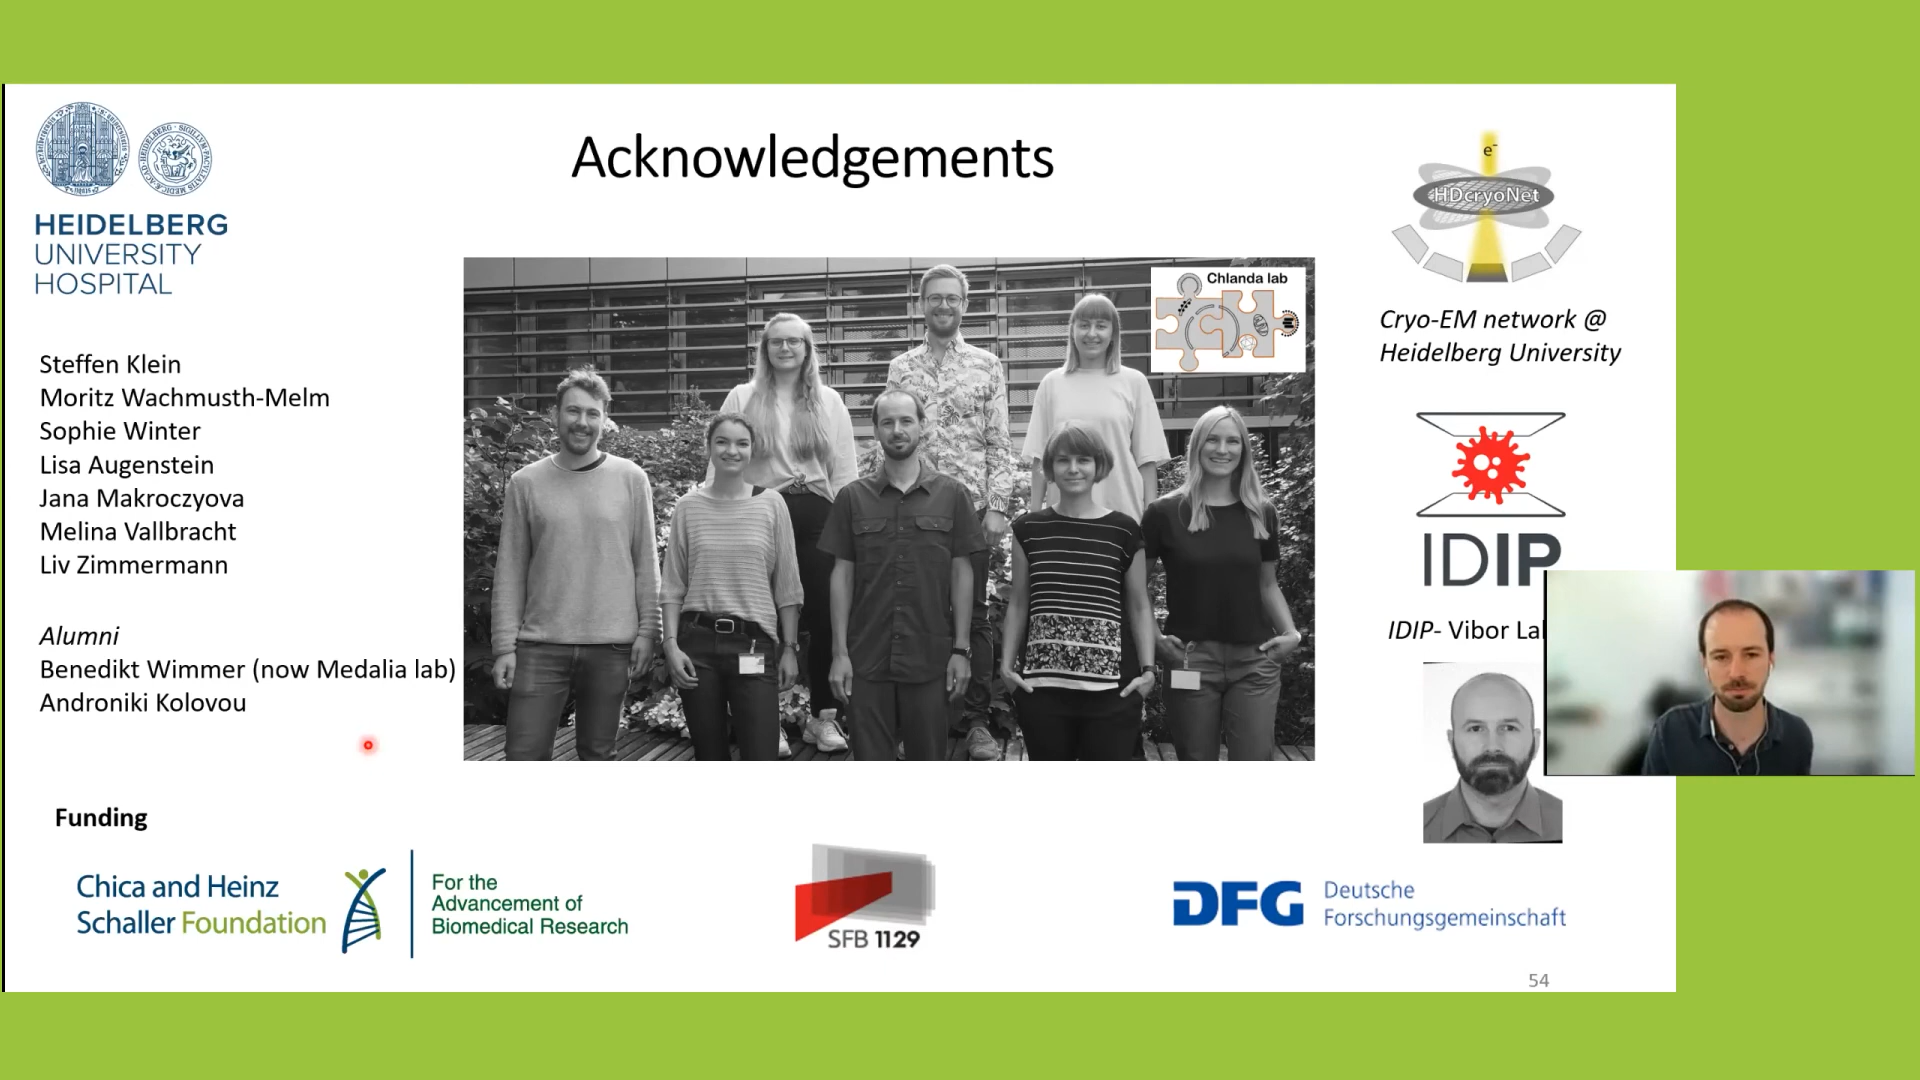 Acknowledgements
HEIDELBERG
UNIVERSITY
HOSPITAL
Steffen Klein
Moritz Wachmusth-Melm
Sophie Winter
Lisa Augenstein
Jana Makroczyova
Melina Vallbracht
Liv Zimmermann
Alumni
Benedikt Wimmer (now Medalia lab)
Androniki Kolovou
Chlanda lab
e-
HDcryoNet
Cryo-EM network @
Heidelberg University
IDIP
IDIP- Vibor
Funding
Chica and Heinz
Schaller Foundation
For the
Advancement of
Biomedical Research
SFB 1129
DFG Deutsche
Forschungsgemeinschaft
54